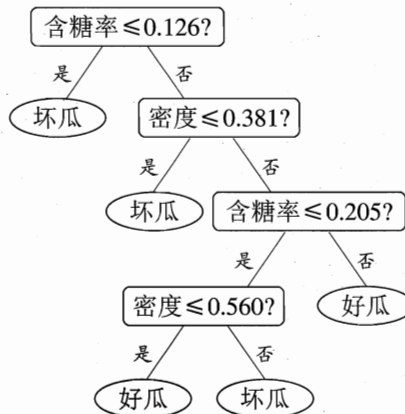 含糖率≤0.126?
是 否
坏瓜 密度≤0.381?
是 否
坏瓜 含糖率≤0.205?
是 否
密度≤0.560? 好瓜
是 否
好瓜 坏瓜